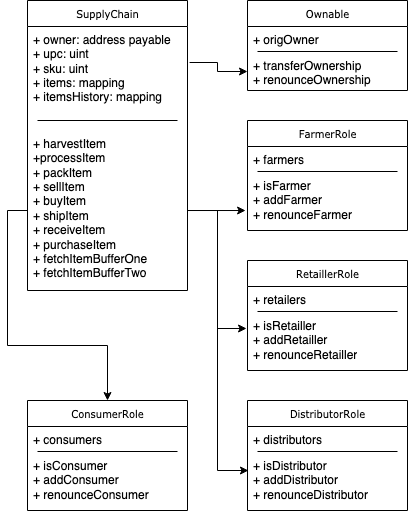 SupplyChain
+ owner: address payable
+ upc: uint
+ sku: uint
+ items: mapping
+ itemsHistory: mapping
+ harvestItem
+processItem
+ packItem
+ sellItem
+ buyItem
+ shipItem
+ receiveItem
+ purchaseItem
+ fetchItemBufferOne
+ fetchItemBufferTwo
Ownable
+ origOwner
+ transferOwnership
+ renounceOwnership
FarmerRole
+ farmers
+ isFarmer
+ addFarmer
+ renounceFarmer
RetaillerRole
+ retailers
+ isRetailler
+ addRetailler
+ renounceRetailler
ConsumerRole
+ consumers
+ isConsumer
+ addConsumer
+ renounceConsumer
DistributorRole
+ distributors
+ isDistributor
+ addDistributor
+ renounceDistributor